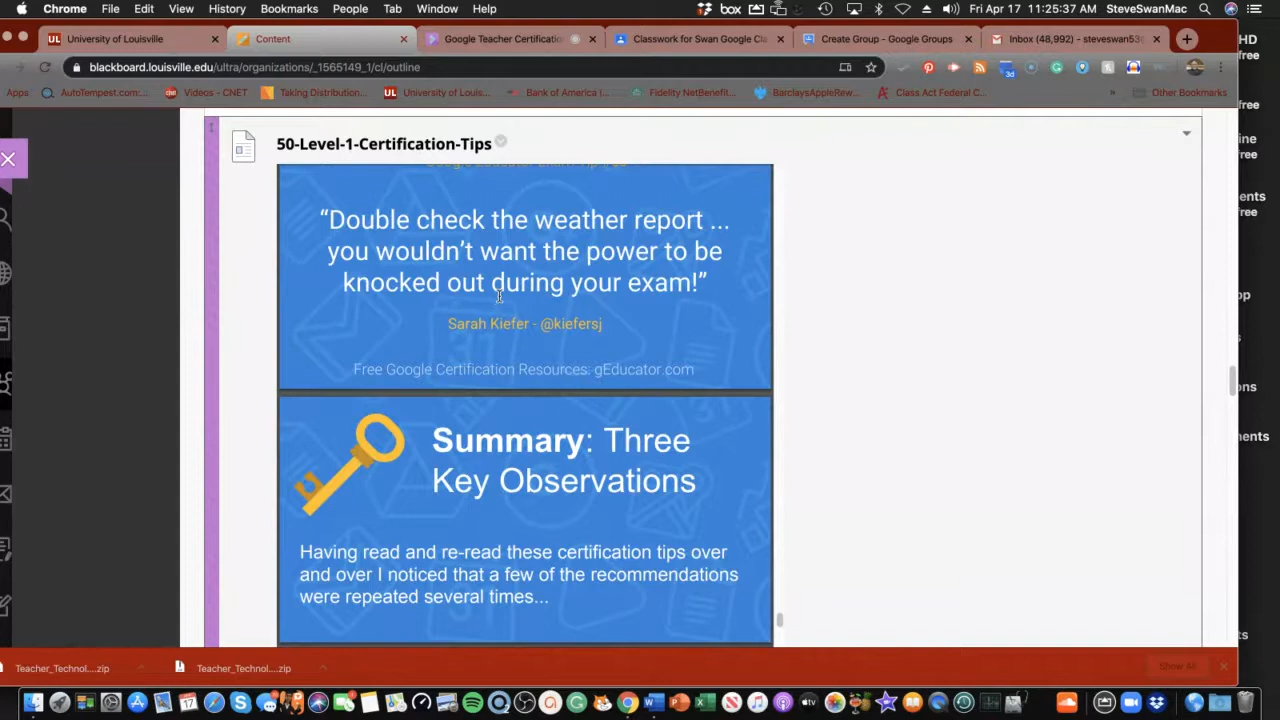 Chrome File Edit View History Bookmarks People Tab Window Help box Fri Apr 17 11:25:37 AM SteveSwanMac
University of Louisville Content Google Teacher Certificatio Classwork for Swan Google Cla Create Group - Google Groups Inbox (48,992) - steveswan53@
blackboard.louisville.edu/ultra/organizations/_1565149_1/cl/outline
Apps AutoTempest.com:... Videos - CNET Taking Distribution... University of Louis... Bank of America I... Fidelity NetBenefit... BarclaysAppleRew... Class Act Federal C... » Other Bookmarks
50-Level-1-Certification-Tips
“Double check the weather report ...
you wouldn’t want the power to be
knocked out during your exam!”
Sarah Kiefer - @kiefersj
Free Google Certification Resources: gEducator.com
Summary: Three
Key Observations
Having read and re-read these certification tips over
and over I noticed that a few of the recommendations
were repeated several times...
Teacher_Technol....zip Teacher_Technol....zip Show All